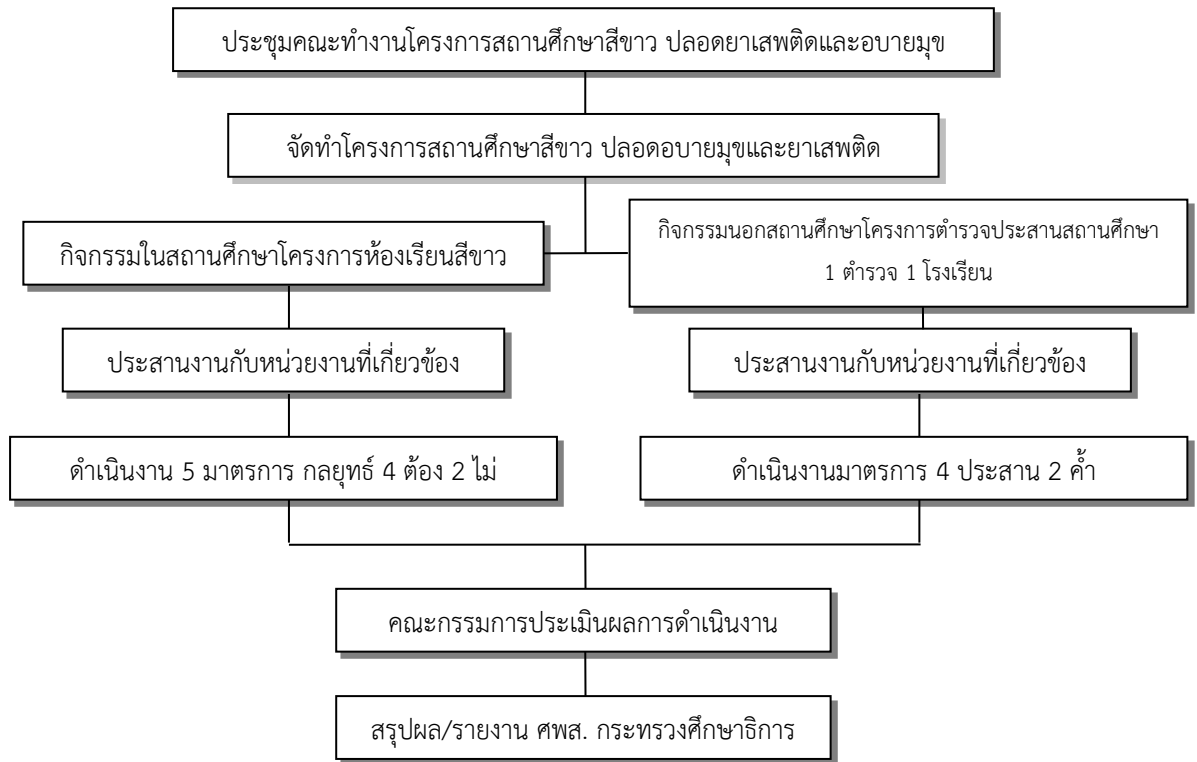 ประชุมคณะทำงานโครงการสถานศึกษาสีขาว ปลอดยาเสพติดและอบายมุข
จัดทำโครงการสถานศึกษาสีขาว ปลอดอบายมุขและยาเสพติด
กิจกรรมในสถานศึกษาโครงการห้องเรียนสีขาว
กิจกรรมนอกสถานศึกษาโครงการตำรวจประสานสถานศึกษา
1 ตำรวจ 1 โรงเรียน
ประสานงานกับหน่วยงานที่เกี่ยวข้อง
ประสานงานกับหน่วยงานที่เกี่ยวข้อง
ดำเนินงาน 5 มาตรการ กลยุทธ์ 4 ต้อง 2 ไม่
ดำเนินงานมาตรการ 4 ประสาน 2 ค้ำ
คณะกรรมการประเมินผลการดำเนินงาน
สรุปผล/รายงาน ศพส. กระทรวงศึกษาธิการ